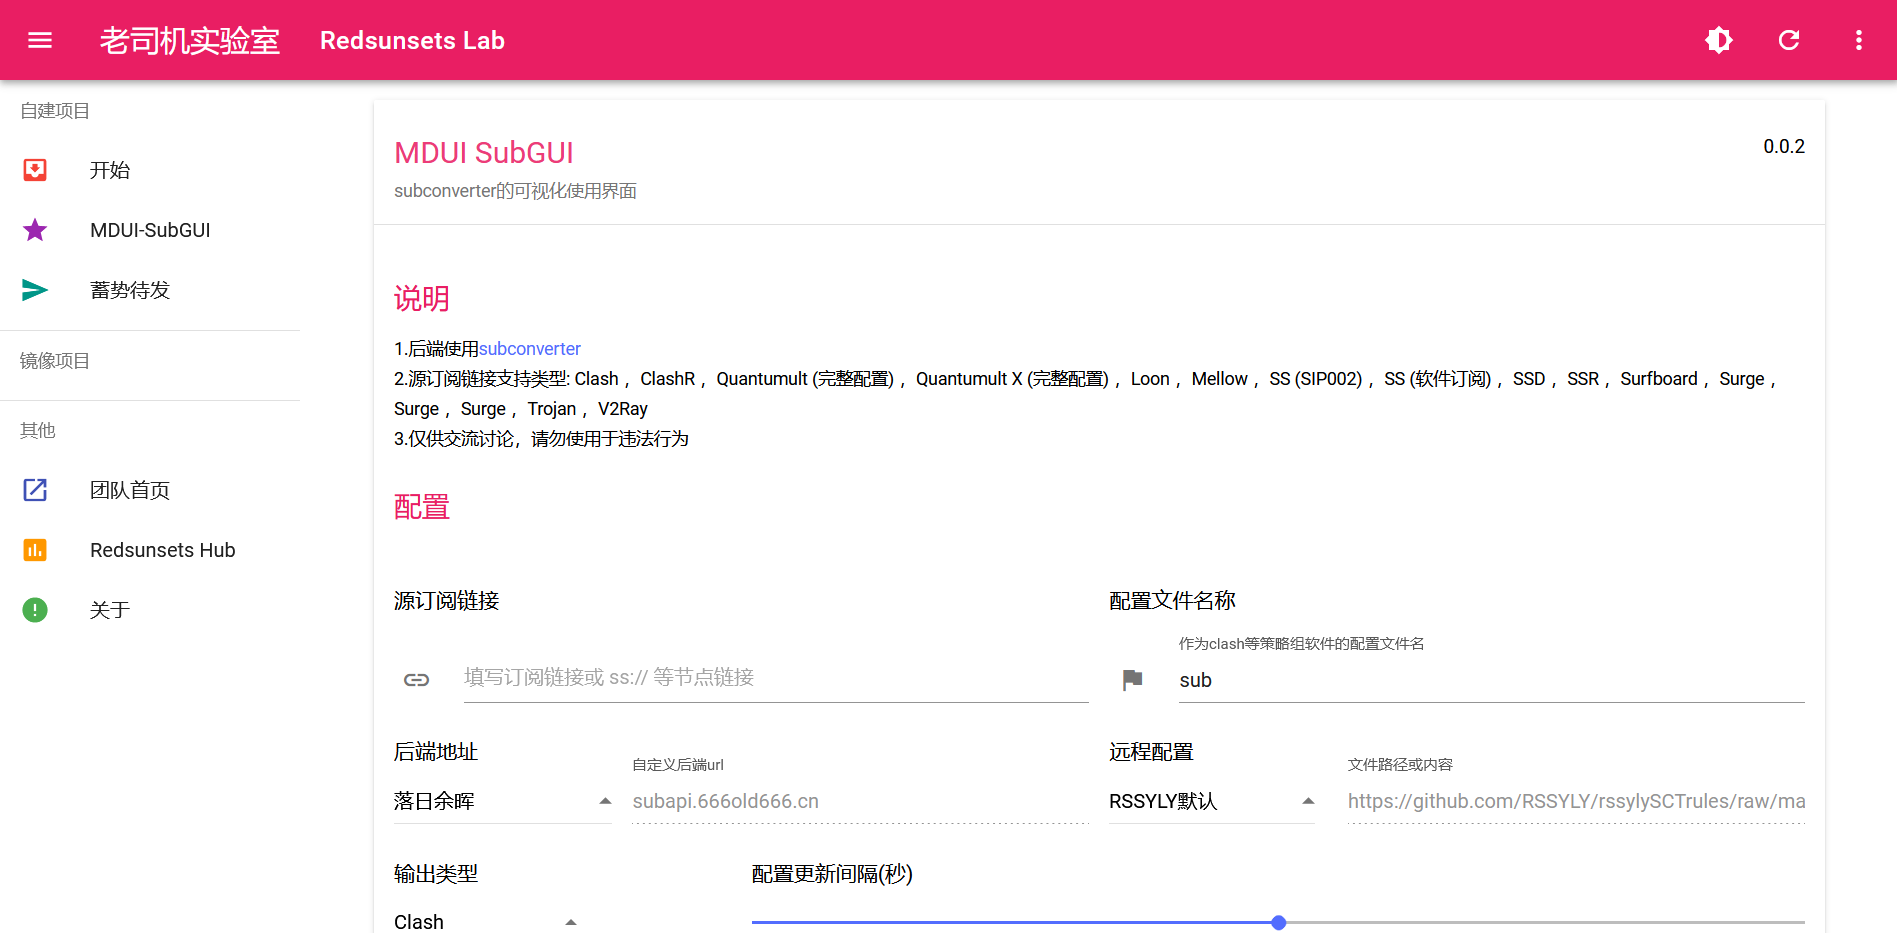 老司机实验室
Redsunsets Lab
自建项目
开始
MDUI-SubGUI
蓄势待发
镜像项目
其他
团队首页
Redsunsets Hub
关于
MDUI SubGUI
0.0.2
subconverter的可视化使用界面
说明
1.后端使用subconverter
2.源订阅链接支持类型: Clash ，ClashR ，Quantumult (完整配置) ，Quantumult X (完整配置) ，Loon ，Mellow ，SS (SIP002) ，SS (软件订阅) ，SSD ，SSR ，Surfboard ，Surge ，
Surge ，Surge ，Trojan ，V2Ray
3.仅供交流讨论，请勿使用于违法行为
配置
源订阅链接
填写订阅链接或 ss:// 等节点链接
配置文件名称
作为clash等策略组软件的配置文件名
sub
后端地址
落日余晖
自定义后端url
subapi.666old666.cn
远程配置
RSSYLY默认
文件路径或内容
https://github.com/RSSYLY/rssylySCTrules/raw/ma
输出类型
Clash
配置更新间隔(秒)